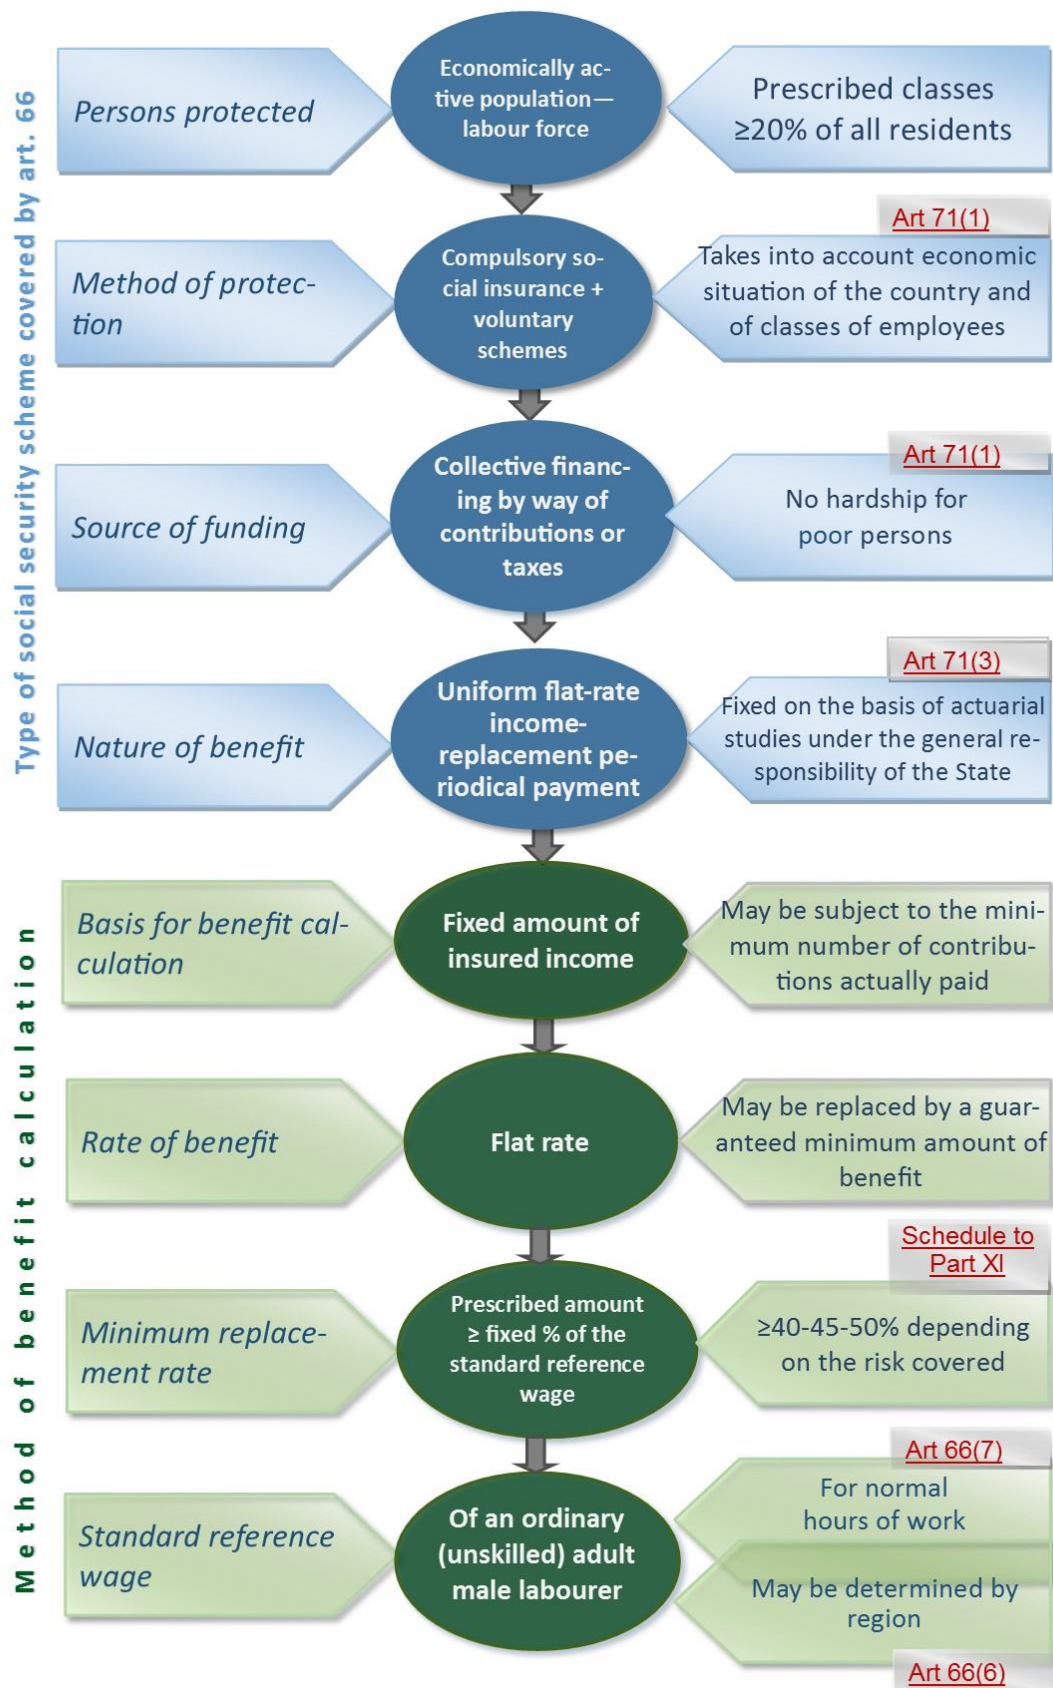 Type of social security scheme covered by art. 66
Persons protected
Economically ac-
tive population—
labour force
Prescribed classes
≥20% of all residents
Method of protec-
tion
Compulsory so-
cial insurance +
voluntary
schemes
Art 71(1)
Takes into account economic
situation of the country and
of classes of employees
Source of funding
Collective financ-
ing by way of
contributions or
taxes
Art 71(1)
No hardship for
poor persons
Nature of benefit
Uniform flat-rate
income-
replacement pe-
riodical payment
Art 71(3)
Fixed on the basis of actuarial
studies under the general re-
sponsibility of the State
Method of benefit calculation
Basis for benefit cal-
culation
Fixed amount of
insured income
May be subject to the mini-
mum number of contribu-
tions actually paid
Rate of benefit
Flat rate
May be replaced by a guar-
anteed minimum amount of
benefit
Minimum replace-
ment rate
Prescribed amount
≥ fixed % of the
standard reference
wage
Schedule to
Part XI
≥40-45-50% depending
on the risk covered
Standard reference
wage
Of an ordinary
(unskilled) adult
male labourer
Art 66(7)
For normal
hours of work
May be determined by
region
Art 66(6)